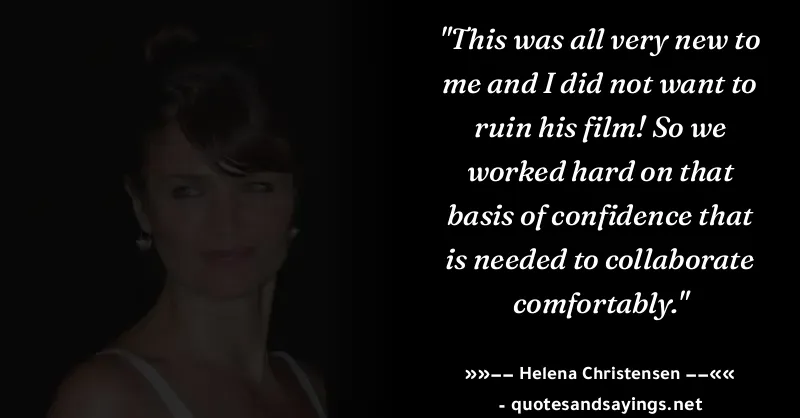 "This was all very new to
me and I did not want to
ruin his film! So we
worked hard on that
basis of confidence that
is needed to collaborate
comfortably."
»»−− Helena Christensen −−««
- quotesandsayings.net